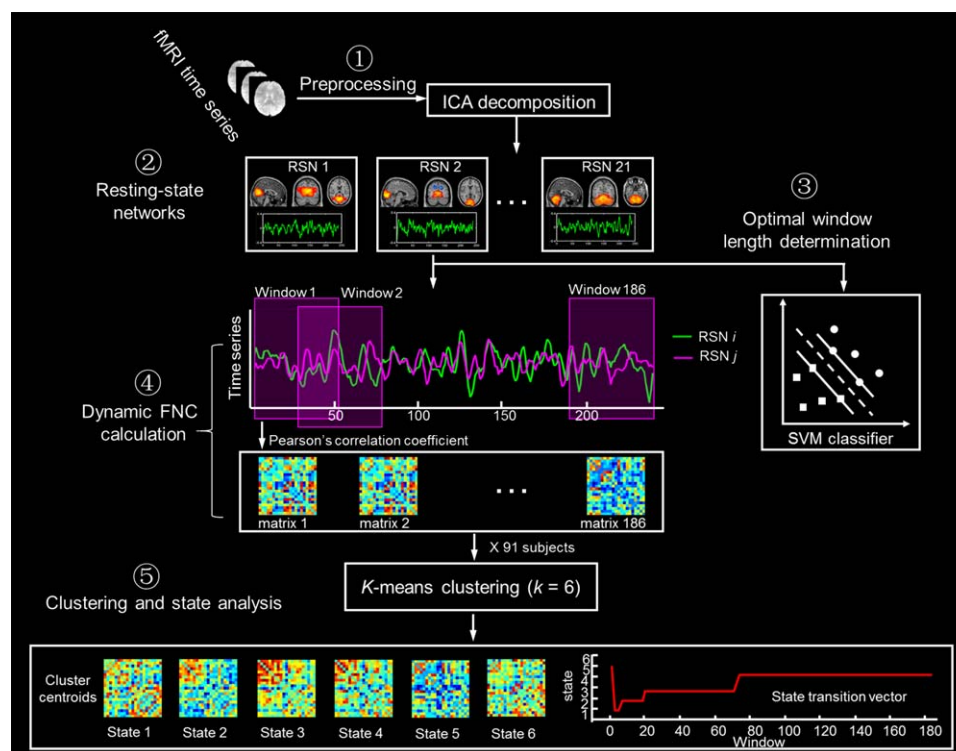 fMRI time series
①
Preprocessing
ICA decomposition
②
Resting-state
networks
RSN 1
RSN 2
...
RSN 21
③
Optimal window
length determination
④
Dynamic FNC
calculation
Window 1
Window 2
Window 186
Time series
RSN i
RSN j
50
100
150
200
SVM classifier
Pearson's correlation coefficient
matrix 1
matrix 2
...
matrix 186
X 91 subjects
⑤
Clustering and state analysis
K-means clustering (k = 6)
Cluster
centroids
State 1
State 2
State 3
State 4
State 5
State 6
state
6
5
4
3
2
1
State transition vector
0 20 40 60 80 100 120 140 160 180
Window